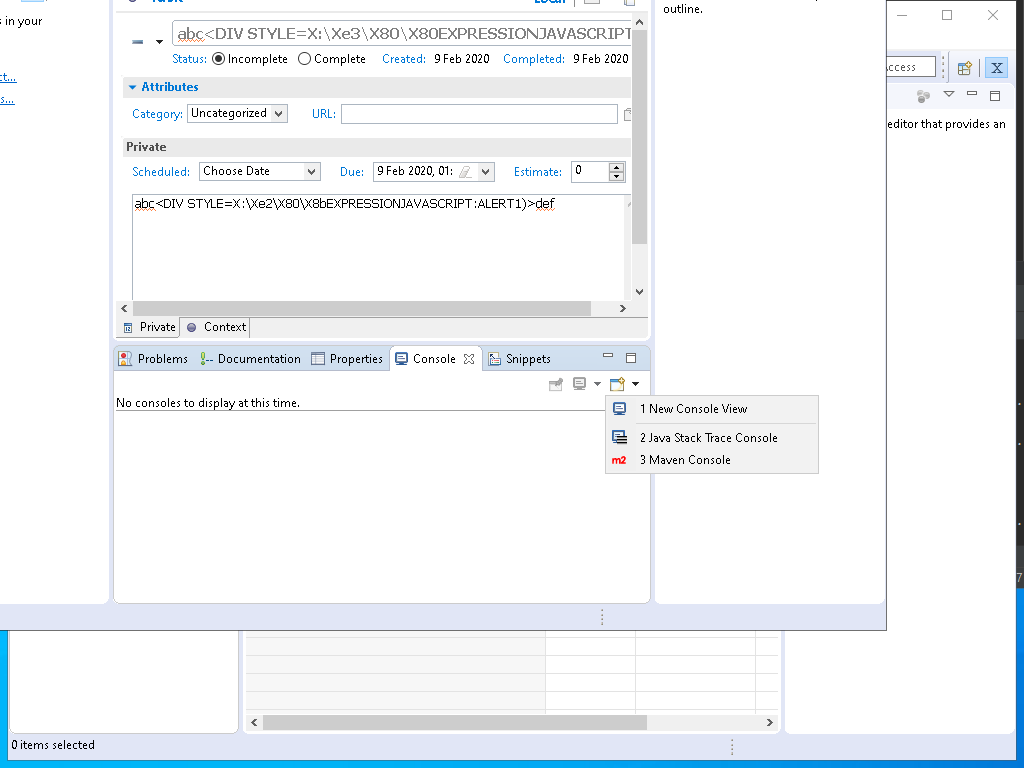 s in your
outline.
ct...
s...
abc<DIV STYLE=X:\Xe3\X80\X80EXPRESSIONJAVASCRIPT
Status: Incomplete Complete Created: 9 Feb 2020 Completed: 9 Feb 2020
Attributes
Category: Uncategorized URL:
Private
Scheduled: Choose Date Due: 9 Feb 2020, 01: Estimate: 0
abc<DIV STYLE=X:\Xe2\X80\X8bEXPRESSIONJAVASCRIPT:ALERT1)>def
Private Context
Problems Documentation Properties Console Snippets
No consoles to display at this time.
1 New Console View
2 Java Stack Trace Console
m2 3 Maven Console
ccess
X
editor that provides an
7
0 items selected